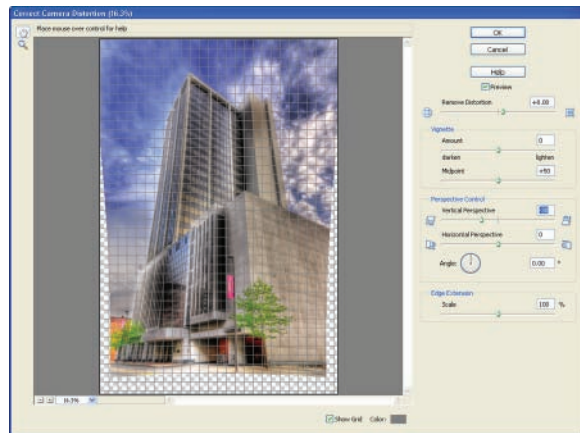 Correct Camera Distortion (16.3%)
Place mouse over control for help
OK
Cancel
Help
Preview
Remove Distortion +4.00
Vignette
Amount 0
darken lighten
Midpoint +50
Perspective Control
Vertical Perspective
Horizontal Perspective 0
Angle: 0.00 °
Edge Extension
Scale 100 %
16.3%
Show Grid Color: